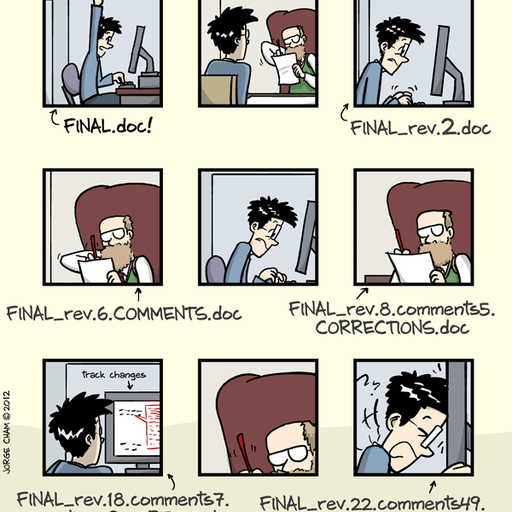 FINAL.doc!
FINAL_rev.2.doc
FINAL_rev.6.COMMENTS.doc
FINAL_rev.8.comments5.
CORRECTIONS.doc
track changes
JORGE CHAM © 2012
FINAL_rev.18.comments7.
FINAL_rev.22.comments49.